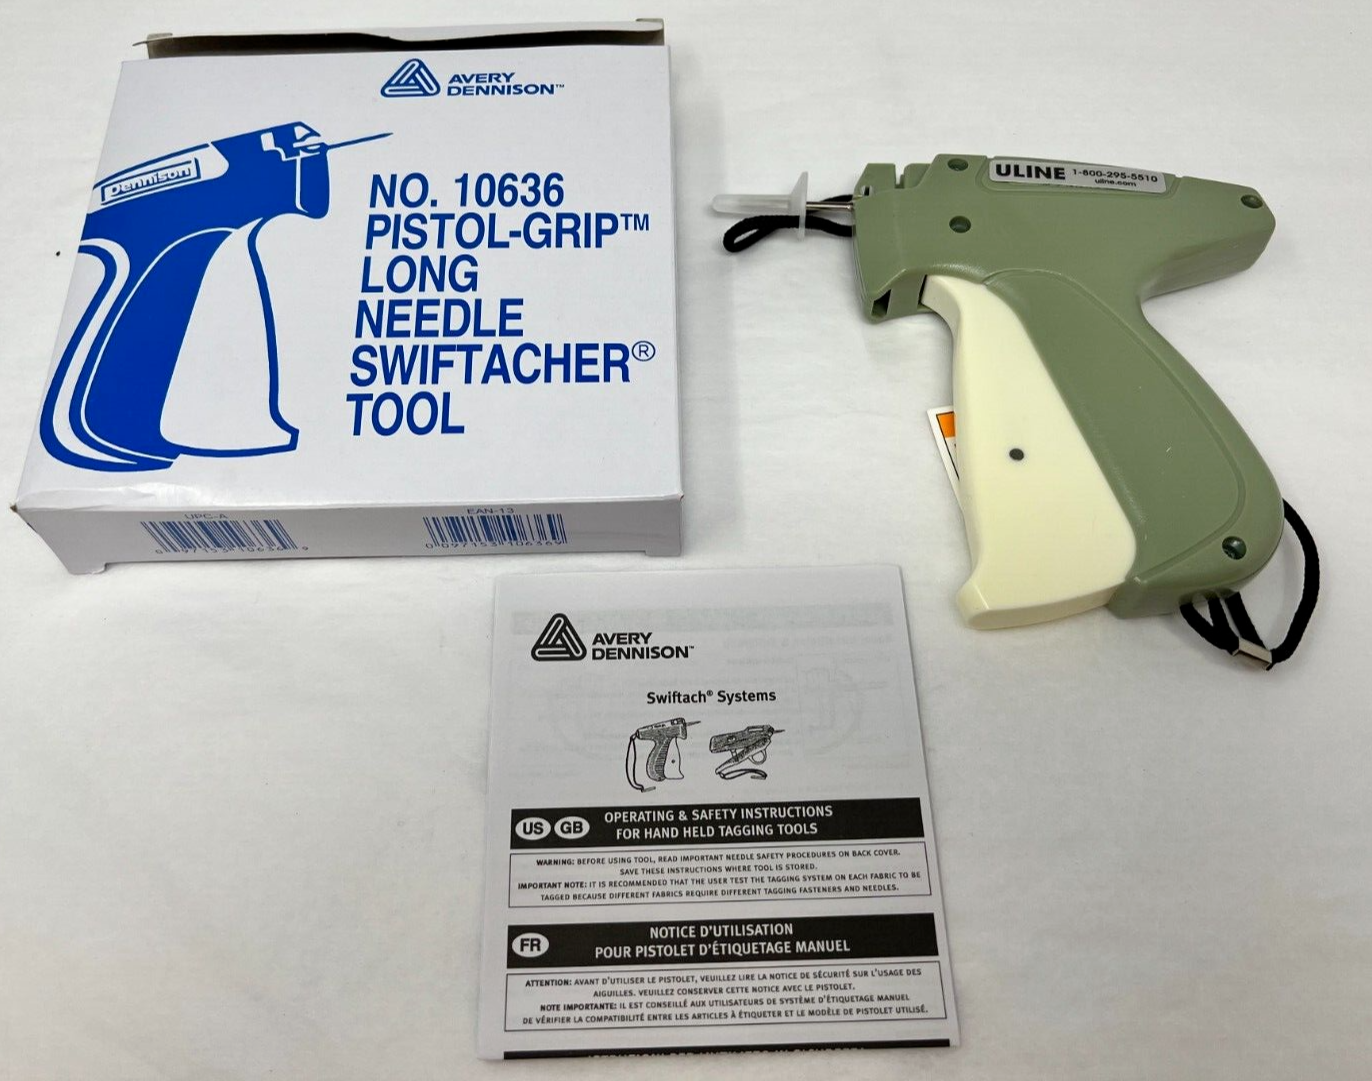 AVERY
DENNISON™
Dennison
NO. 10636
PISTOL-GRIP™
LONG
NEEDLE
SWIFTACHER®
TOOL
UPC-A
EAN-13
0 097153 106369
ULINE 1-800-295-5510
uline.com
AVERY
DENNISON™
Swiftach® Systems
US GB OPERATING & SAFETY INSTRUCTIONS
FOR HAND HELD TAGGING TOOLS
WARNING: BEFORE USING TOOL, READ IMPORTANT NEEDLE SAFETY PROCEDURES ON BACK COVER.
SAVE THESE INSTRUCTIONS WHERE TOOL IS STORED.
IMPORTANT NOTE: IT IS RECOMMENDED THAT THE USER TEST THE TAGGING SYSTEM ON EACH FABRIC TO BE
TAGGED BECAUSE DIFFERENT FABRICS REQUIRE DIFFERENT TAGGING FASTENERS AND NEEDLES.
FR NOTICE D'UTILISATION
POUR PISTOLET D'ÉTIQUETAGE MANUEL
ATTENTION: AVANT D'UTILISER LE PISTOLET, VEUILLEZ LIRE LA NOTICE DE SÉCURITÉ SUR L'USAGE DES
AIGUILLES. VEUILLEZ CONSERVER CETTE NOTICE AVEC LE PISTOLET.
NOTE IMPORTANTE: IL EST CONSEILLÉ AUX UTILISATEURS DE SYSTÈME D'ÉTIQUETAGE MANUEL
DE VÉRIFIER LA COMPATIBILITÉ ENTRE LES ARTICLES À ÉTIQUETER ET LE MODÈLE DE PISTOLET UTILISÉ.